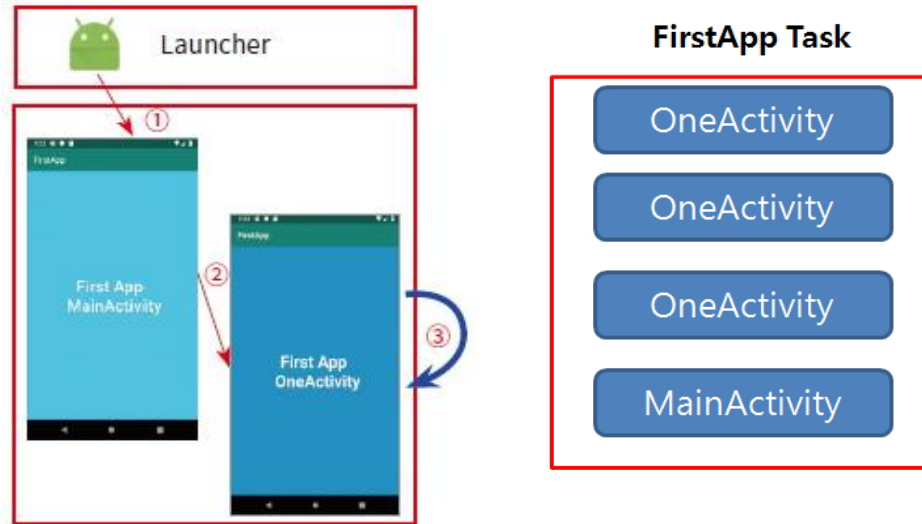 Launcher
①
FirstApp
First App
MainActivity
②
FirstApp
First App
OneActivity
③
FirstApp Task
OneActivity
OneActivity
OneActivity
MainActivity